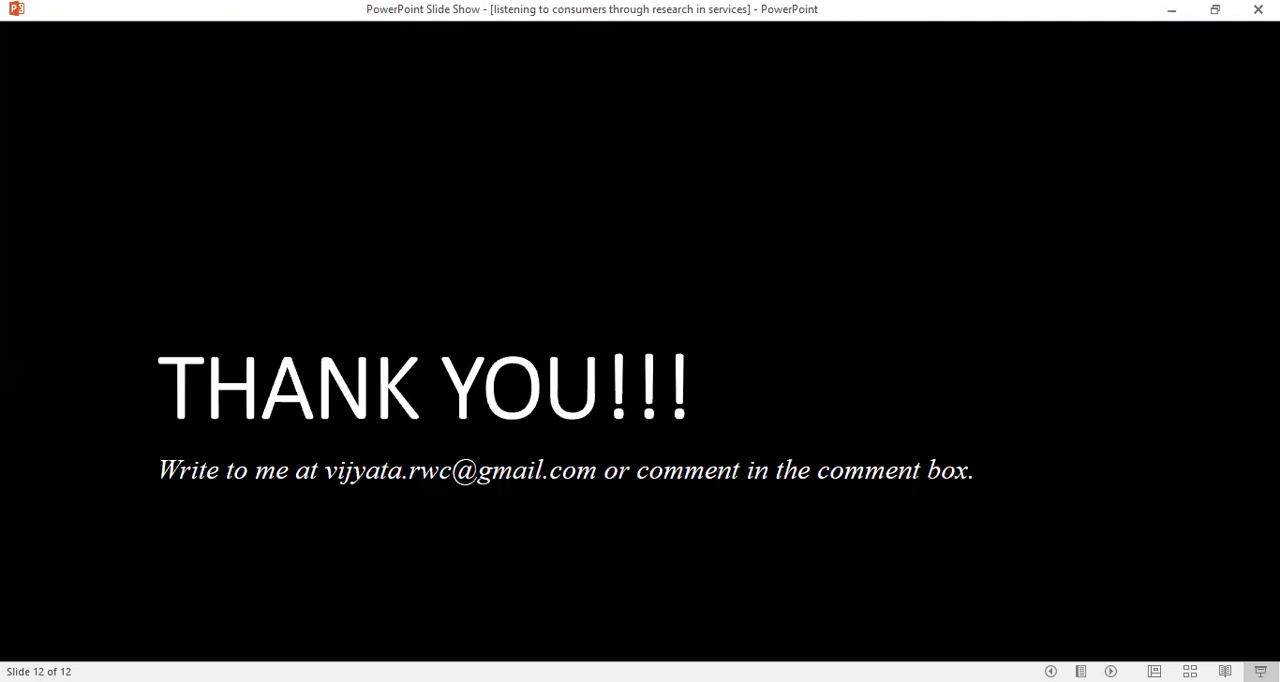 PowerPoint Slide Show - [listening to consumers through research in services] - PowerPoint
THANK YOU!!!
Write to me at vijyata.rwc@gmail.com or comment in the comment box.
Slide 12 of 12